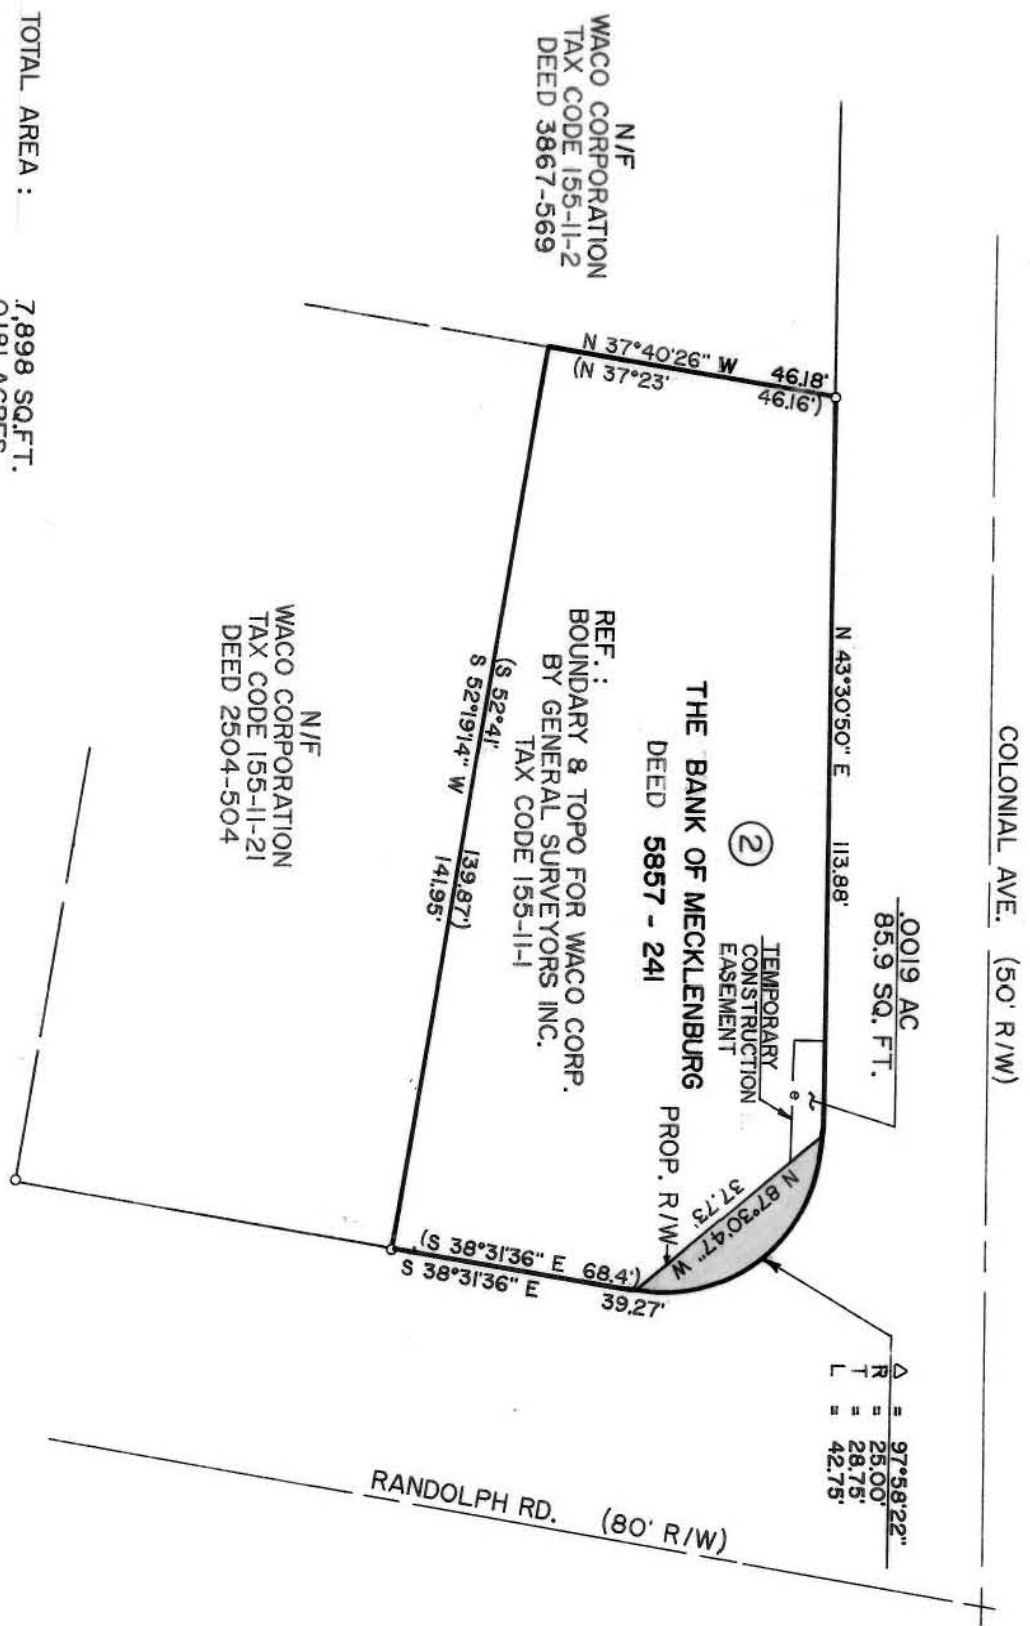 COLONIAL AVE. (50' R/W)
.0019 AC
85.9 SQ. FT.
N 43°30'50" E 113.88'
N/F
WACO CORPORATION
TAX CODE 155-11-2
DEED 3867-569
N 37°40'26" W 46.18'
(N 37°23' 46.16')
TEMPORARY
CONSTRUCTION
EASEMENT
e
2
THE BANK OF MECKLENBURG
DEED 5857 - 241
PROP. R/W
N 87°30'47" W
37.73'
Δ = 97°58'22"
R = 25.00'
T = 28.75'
L = 42.75'
REF. :
BOUNDARY & TOPO FOR WACO CORP.
BY GENERAL SURVEYORS INC.
TAX CODE 155-11-1
(S 52°41' 139.87')
S 52°19'14" W 141.95'
(S 38°31'36" E 68.4')
S 38°31'36" E 39.27'
N/F
WACO CORPORATION
TAX CODE 155-11-21
DEED 2504-504
RANDOLPH RD. (80' R/W)
TOTAL AREA : 7,898 SQ.FT.